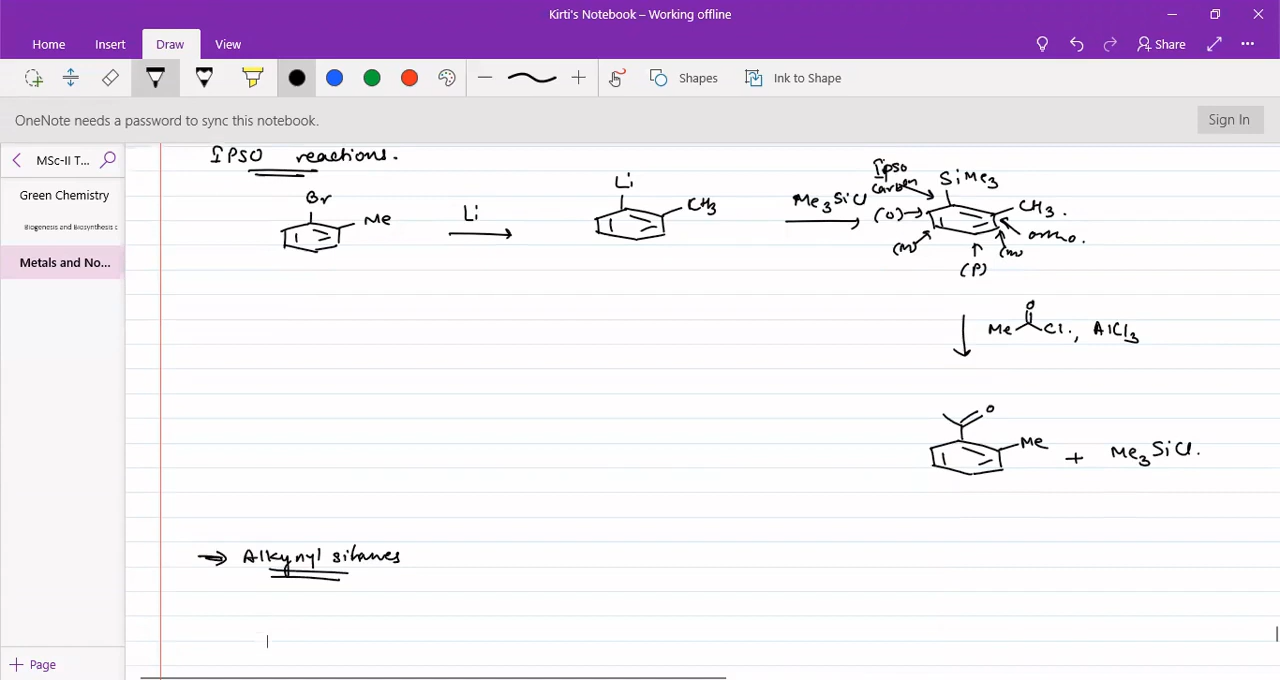 Kirti's Notebook – Working offline
Home Insert Draw View
Share
Shapes Ink to Shape
OneNote needs a password to sync this notebook.
Sign In
MSc-II T...
Green Chemistry
Biogenesis and Biosynthesis c
Metals and No...
Page
IPSO reactions.
Br
Me
Li
Li
CH3
Me3SiCl
Ipso
carbon
SiMe3
CH3.
(O)
ortho.
(m)
(m)
(P)
Me O Cl., AlCl3
O
Me + Me3SiCl.
→ Alkynyl silanes